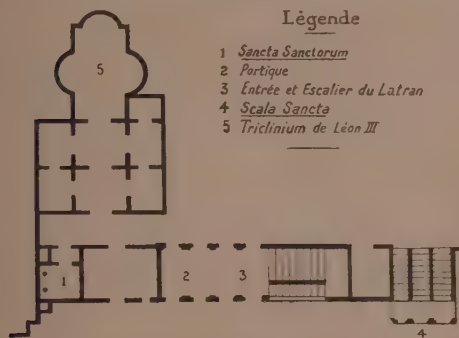 Légende
1 Sancta Sanctorum
2 Portique
3 Entrée et Escalier du Latran
4 Scala Sancta
5 Triclinium de Léon III
5
1
2
3
4